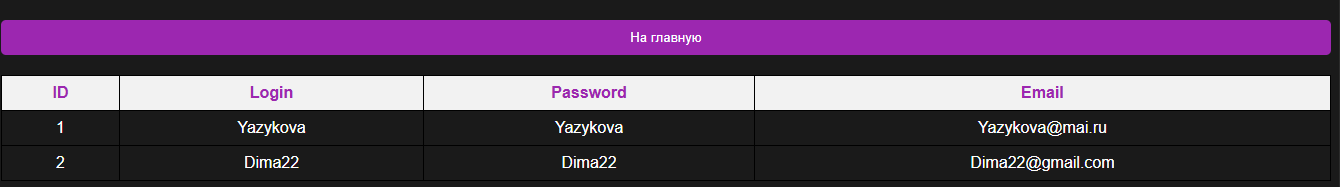 На главную
ID Login Password Email
1 Yazykova Yazykova Yazykova@mai.ru
2 Dima22 Dima22 Dima22@gmail.com